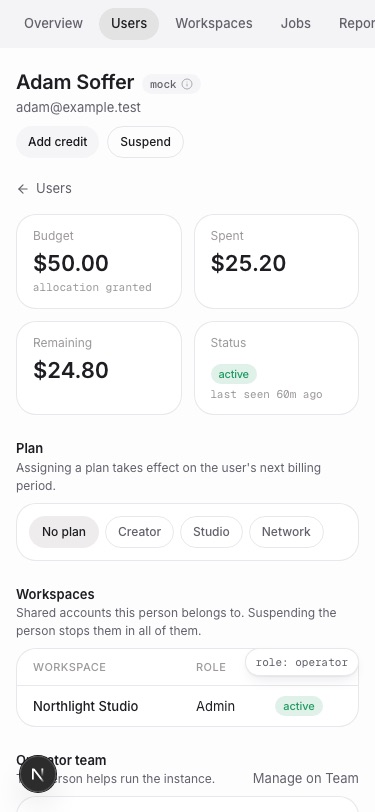 Overview Users Workspaces Jobs Repor
Adam Soffer mock
adam@example.test
Add credit Suspend
← Users
Budget
$50.00
allocation granted
Spent
$25.20
Remaining
$24.80
Status
active
last seen 60m ago
Plan
Assigning a plan takes effect on the user's next billing
period.
No plan Creator Studio Network
Workspaces
Shared accounts this person belongs to. Suspending the
person stops them in all of them.
WORKSPACE ROLE
role: operator
Northlight Studio Admin active
team
person helps run the instance. Manage on Team
N